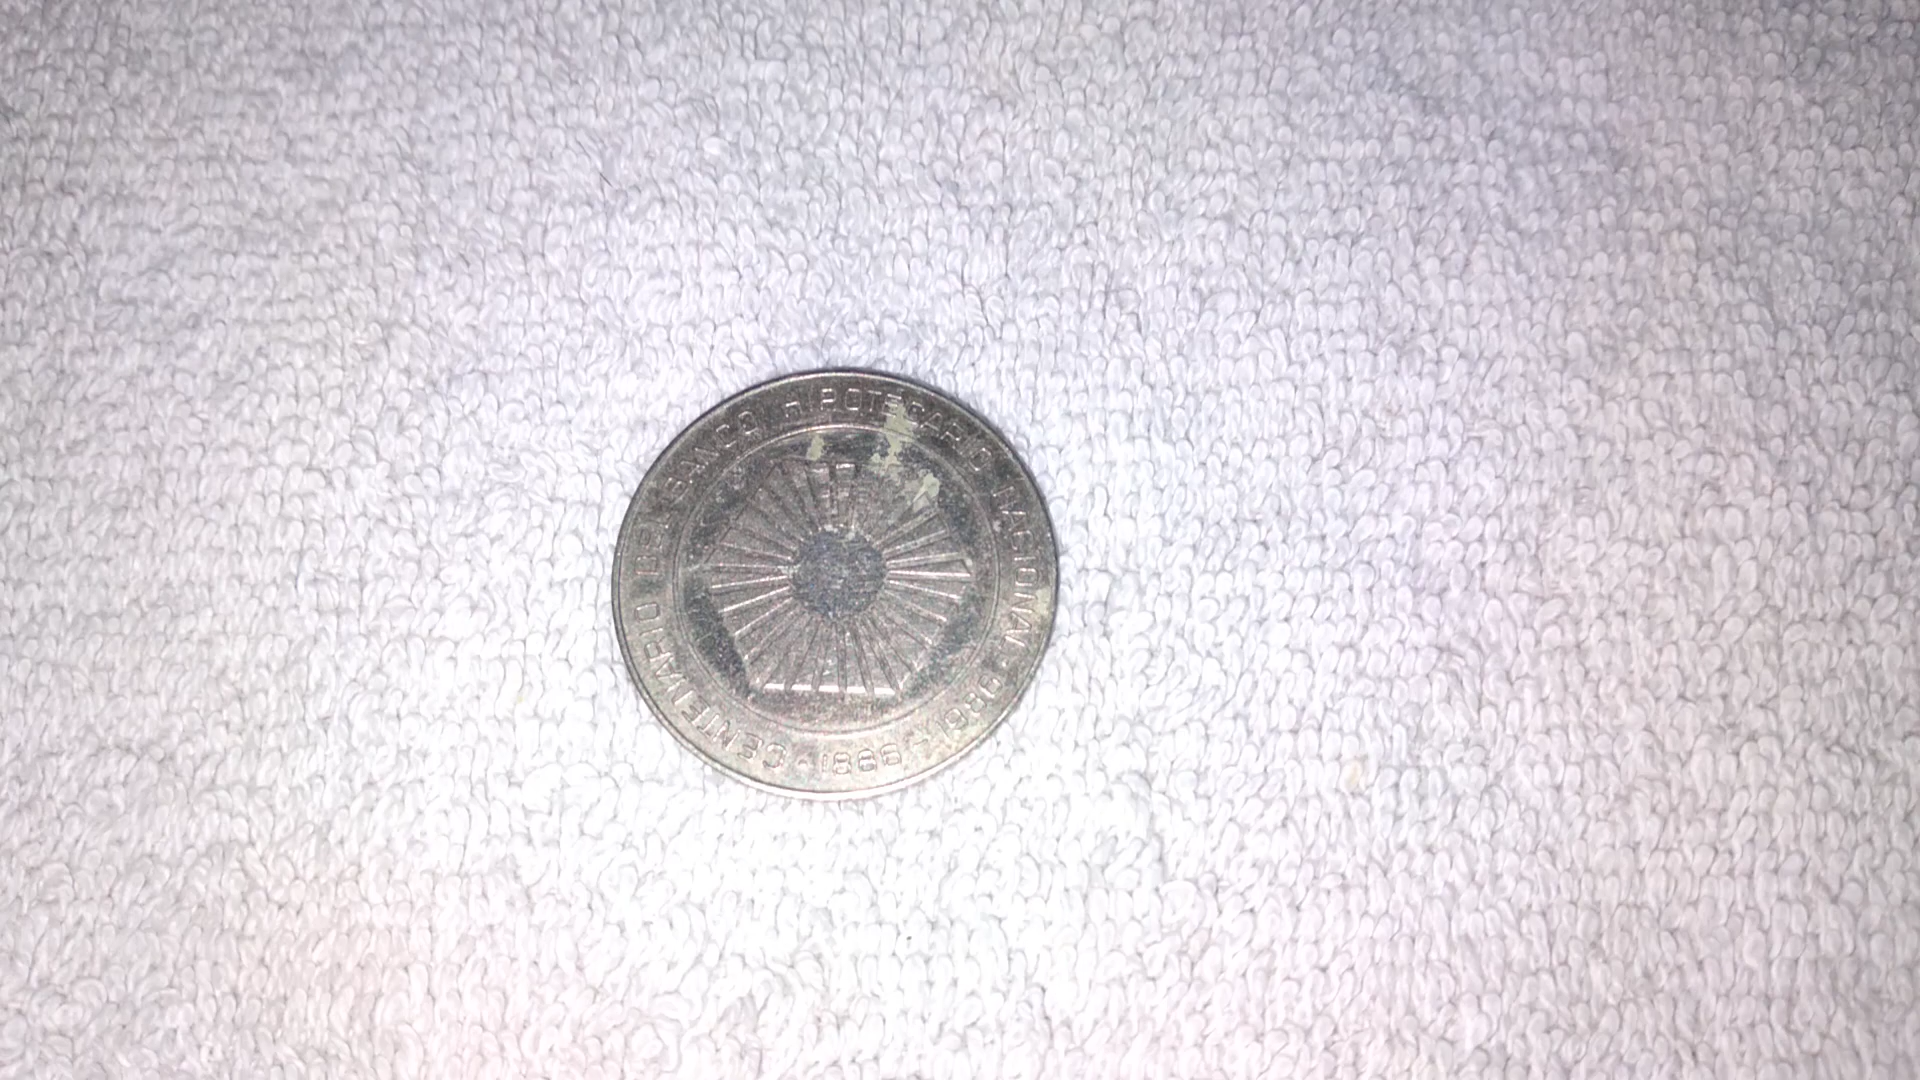 CENTENARIO DEL BANCO HIPOTECARIO NACIONAL • 1886 - 1986 •